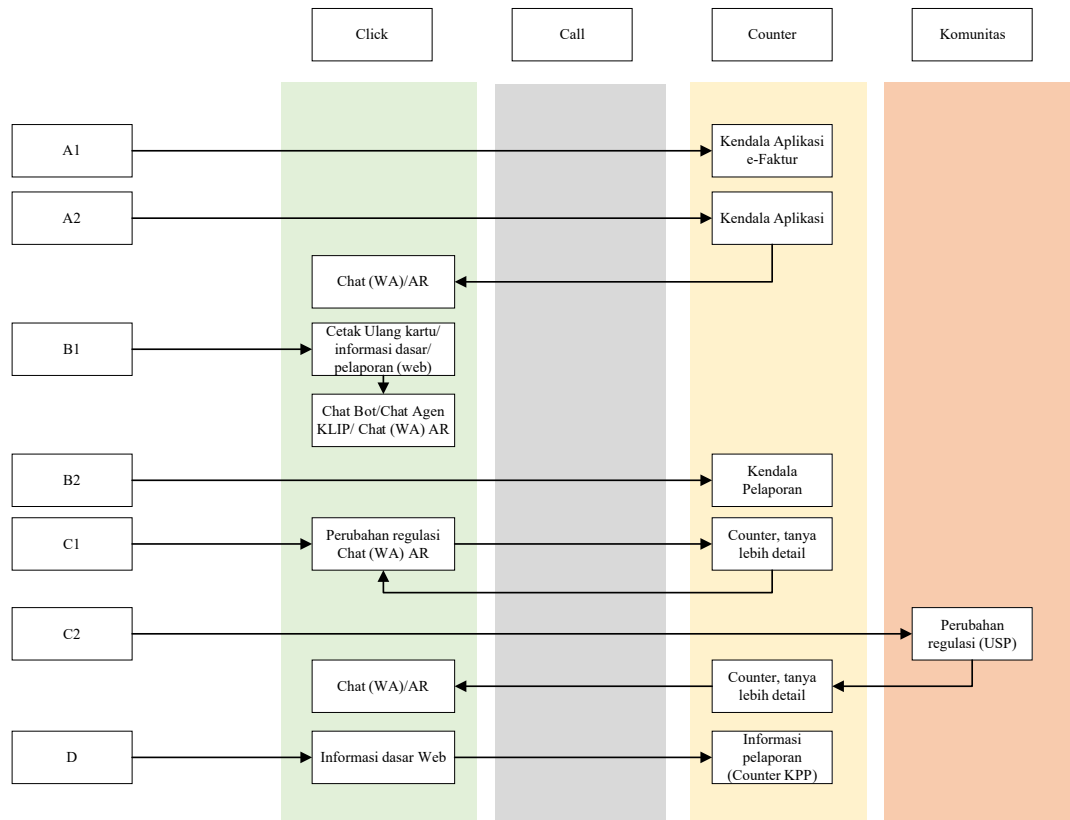 Click
Call
Counter
Komunitas
A1
Kendala Aplikasi
e-Faktur
A2
Kendala Aplikasi
Chat (WA)/AR
B1
Cetak Ulang kartu/
informasi dasar/
pelaporan (web)
Chat Bot/Chat Agen
KLIP/ Chat (WA) AR
B2
Kendala
Pelaporan
C1
Perubahan regulasi
Chat (WA) AR
Counter, tanya
lebih detail
C2
Perubahan
regulasi (USP)
Chat (WA)/AR
Counter, tanya
lebih detail
D
Informasi dasar Web
Informasi
pelaporan
(Counter KPP)